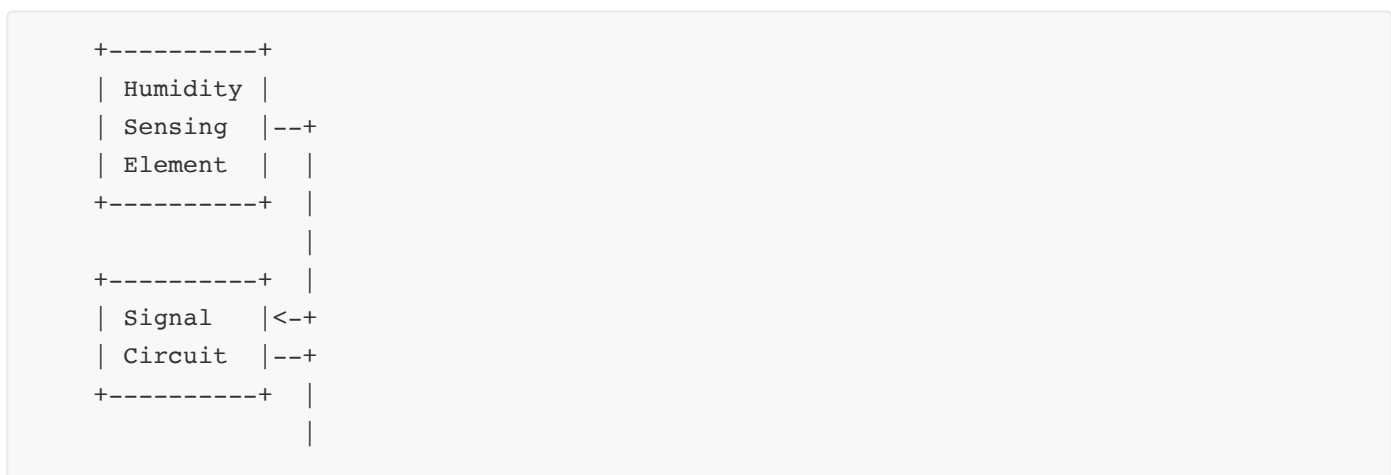 +----------+
| Humidity |
| Sensing  |--+
| Element  |  |
+----------+  |
              |
+----------+  |
| Signal   |<-+
| Circuit  |--+
+----------+  |
              |